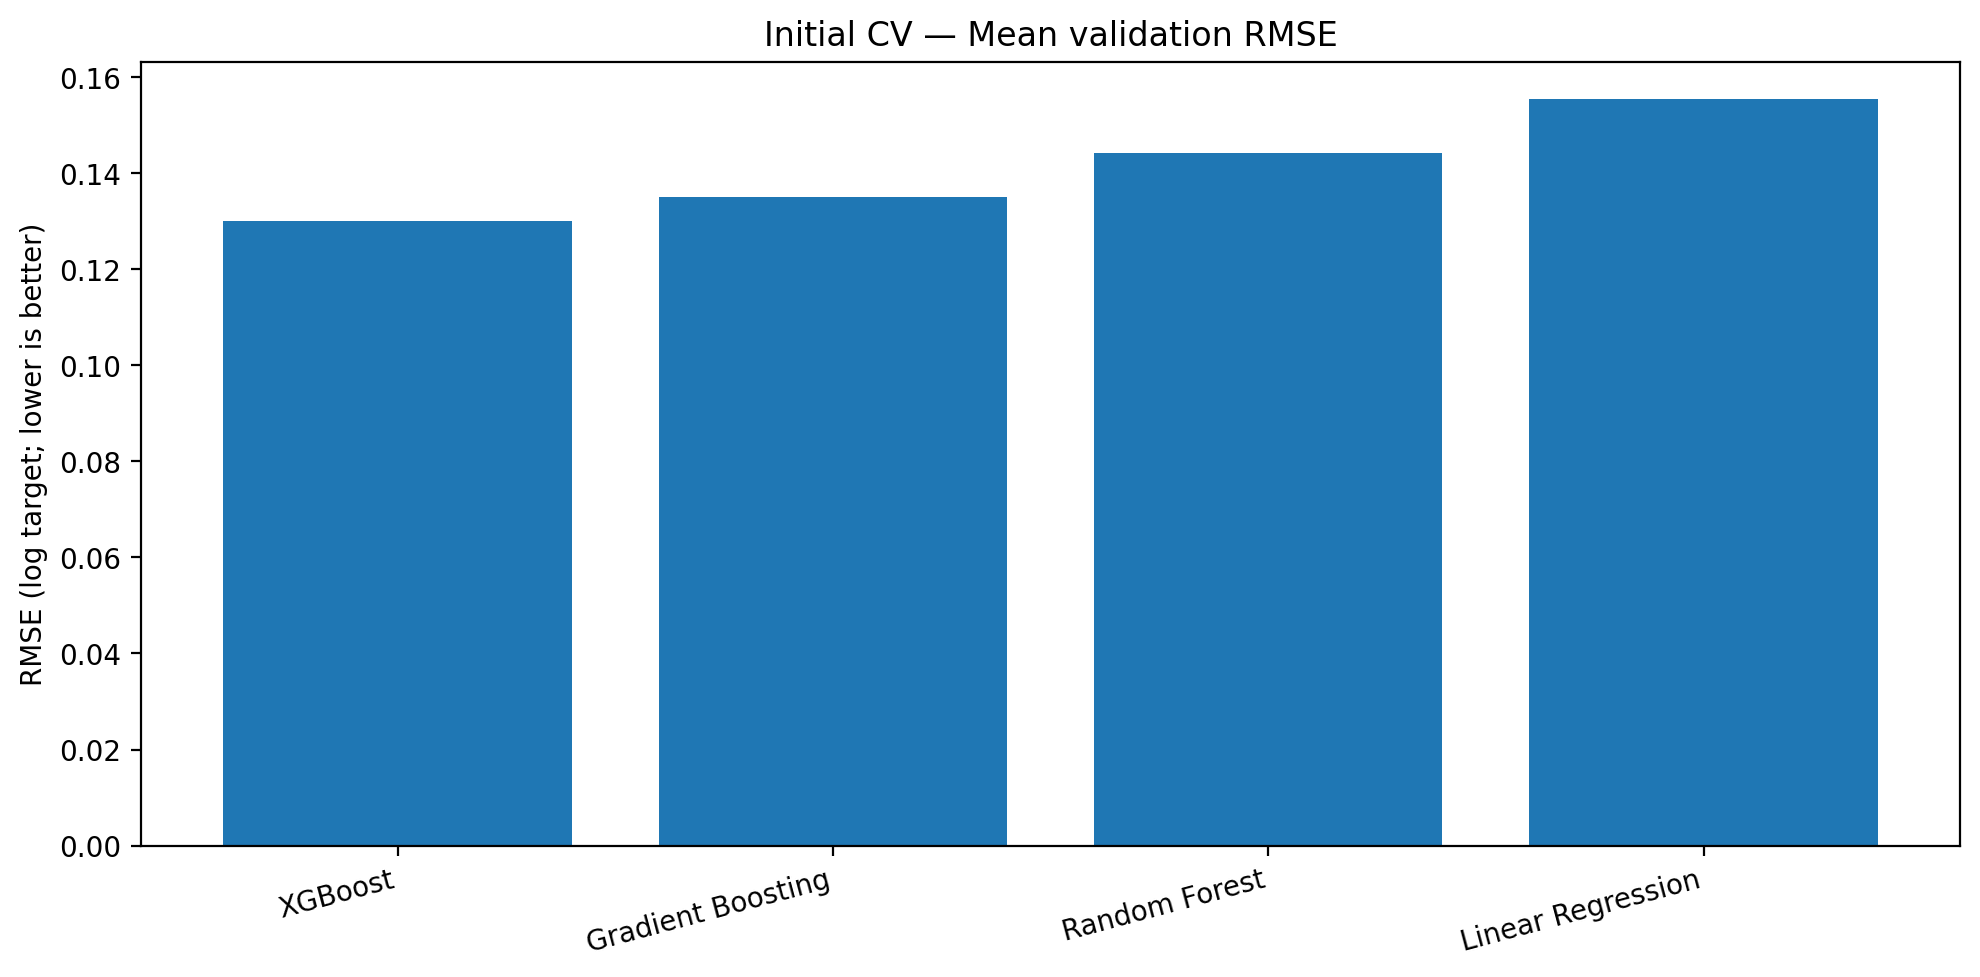 Initial CV — Mean validation RMSE
RMSE (log target; lower is better)
0.16
0.14
0.12
0.10
0.08
0.06
0.04
0.02
0.00
XGBoost
Gradient Boosting
Random Forest
Linear Regression